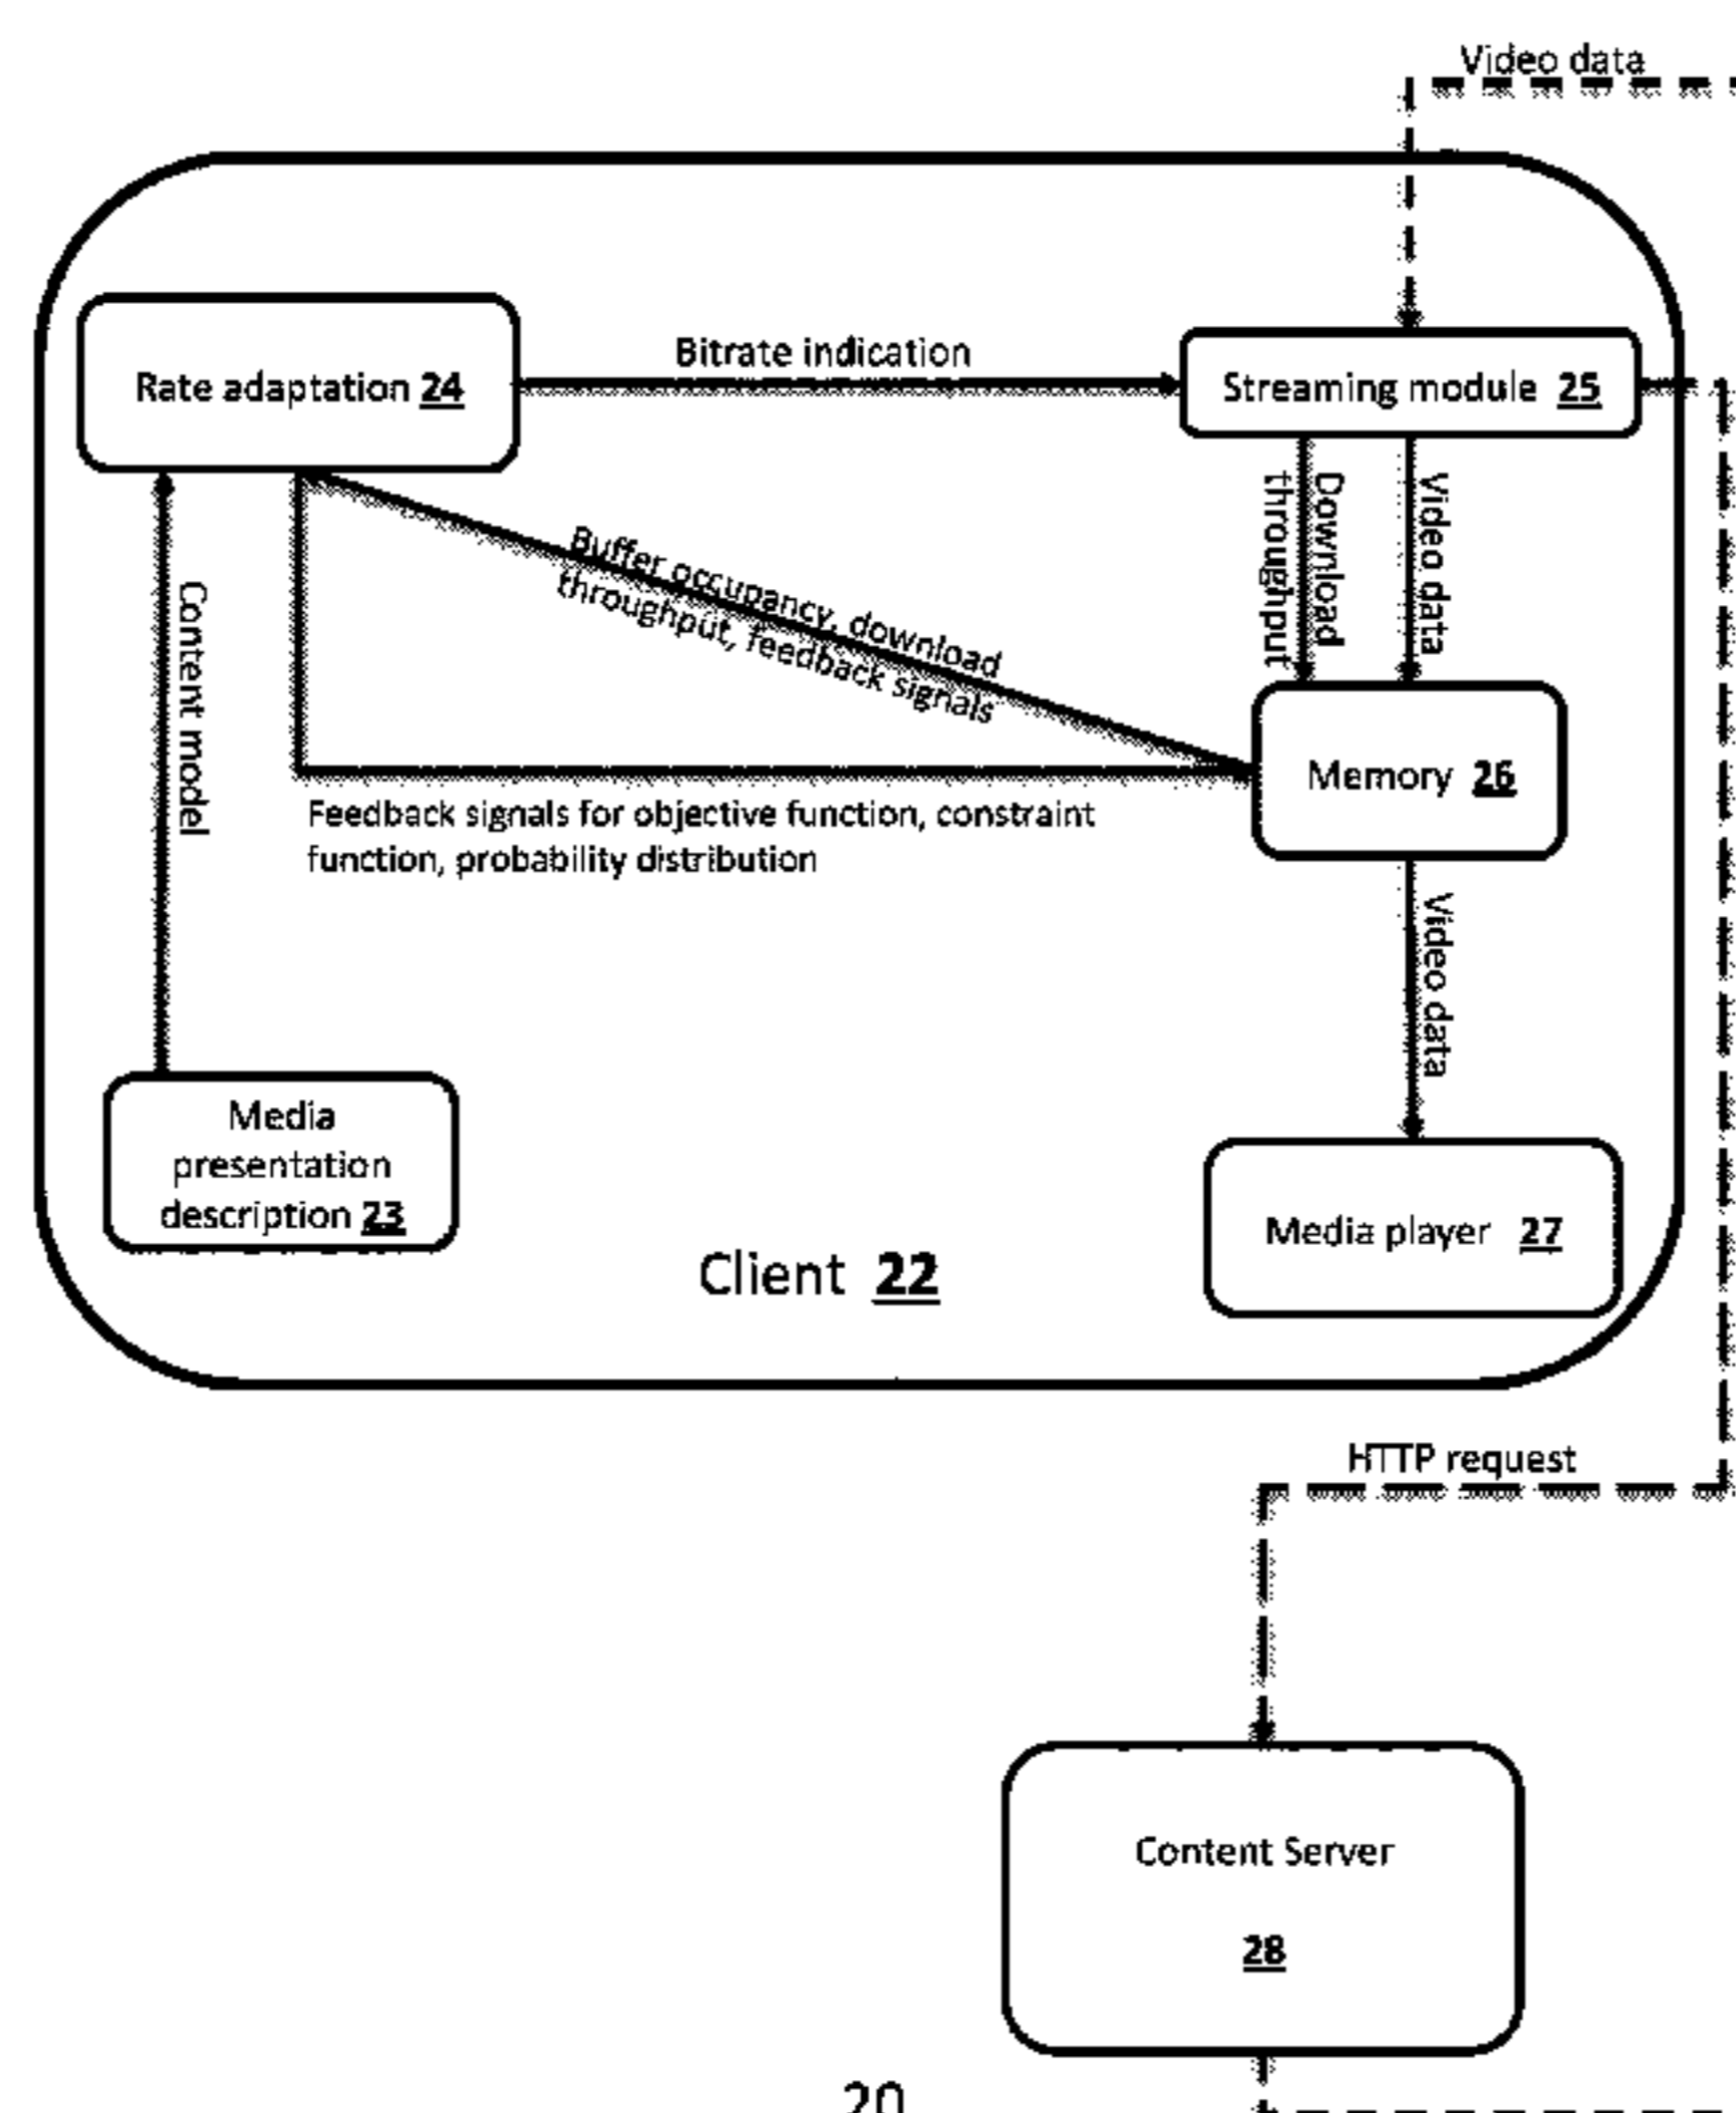 Video data
Rate adaptation 24
Bitrate indication
Streaming module 25
Download
throughput
Video data
Buffer occupancy, download
throughput, feedback signals
Content model
Memory 26
Feedback signals for objective function, constraint
function, probability distribution
Video data
Media
presentation
description 23
Media player 27
Client 22
HTTP request
Content Server
28
20